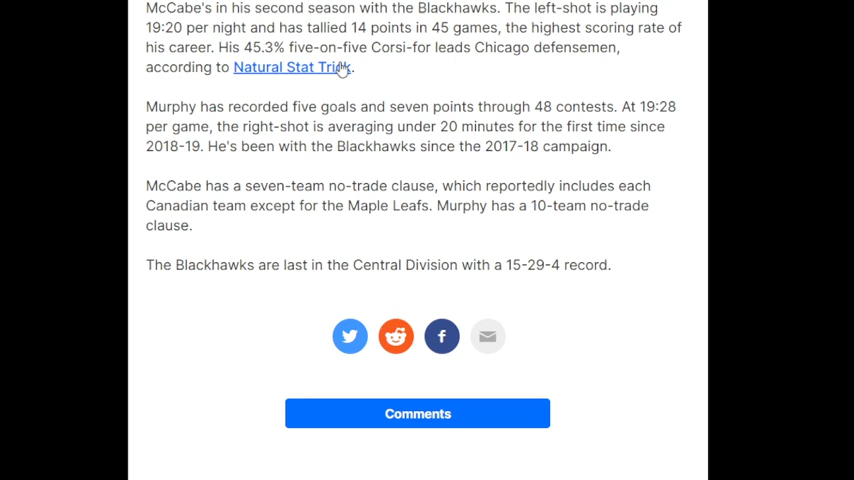 McCabe's in his second season with the Blackhawks. The left-shot is playing
19:20 per night and has tallied 14 points in 45 games, the highest scoring rate of
his career. His 45.3% five-on-five Corsi-for leads Chicago defensemen,
according to Natural Stat Trick.
Murphy has recorded five goals and seven points through 48 contests. At 19:28
per game, the right-shot is averaging under 20 minutes for the first time since
2018-19. He's been with the Blackhawks since the 2017-18 campaign.
McCabe has a seven-team no-trade clause, which reportedly includes each
Canadian team except for the Maple Leafs. Murphy has a 10-team no-trade
clause.
The Blackhawks are last in the Central Division with a 15-29-4 record.
Comments